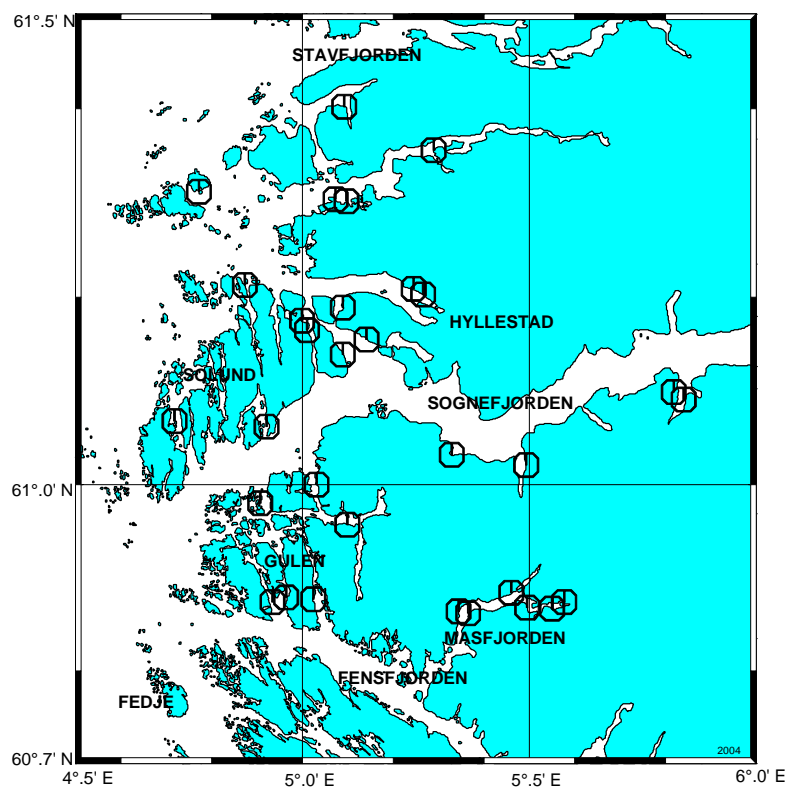 61°.5' N
STAVFJORDEN
HYLLESTAD
SOLUND
SOGNEFJORDEN
61°.0' N
GULEN
MASFJORDEN
FENSFJORDEN
FEDJE
2004
60°.7' N
4°.5' E
5°.0' E
5°.5' E
6°.0' E